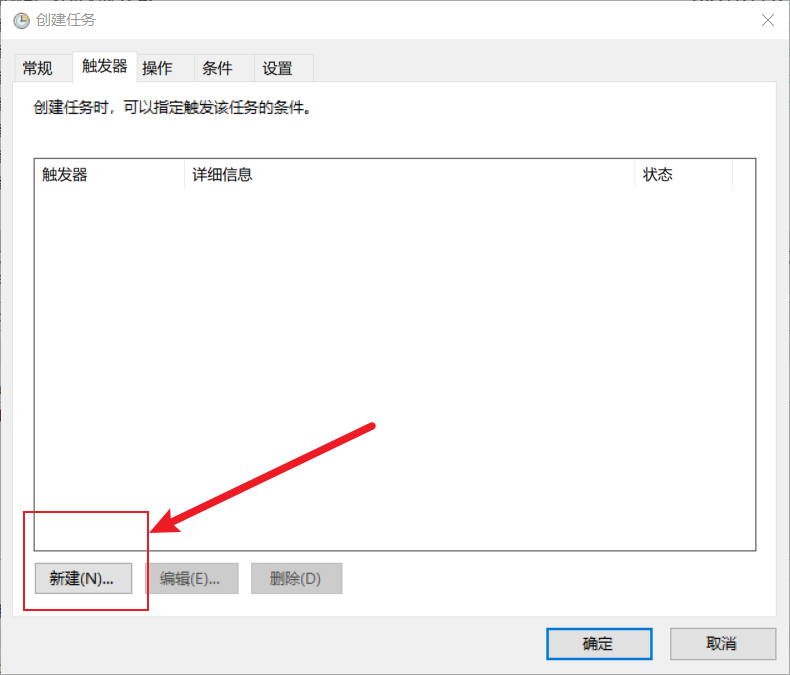 创建任务
常规 触发器 操作 条件 设置
创建任务时，可以指定触发该任务的条件。
触发器 详细信息 状态
新建(N)... 编辑(E)... 删除(D)
确定 取消